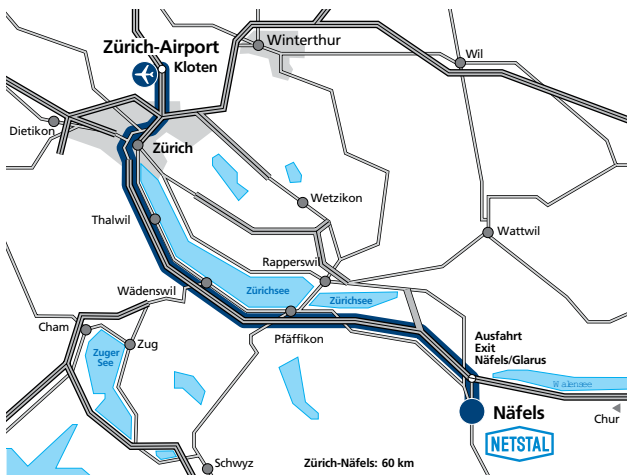 Winterthur
Zürich-Airport
Kloten
Wil
Dietikon
Zürich
Wetzikon
Thalwil
Wattwil
Rapperswil
Wädenswil
Zürichsee
Zürichsee
Cham
Pfäffikon
Zug
Zuger
See
Ausfahrt
Exit
Näfels/Glarus
Walensee
Näfels
Chur
NETSTAL
Schwyz
Zürich-Näfels: 60 km